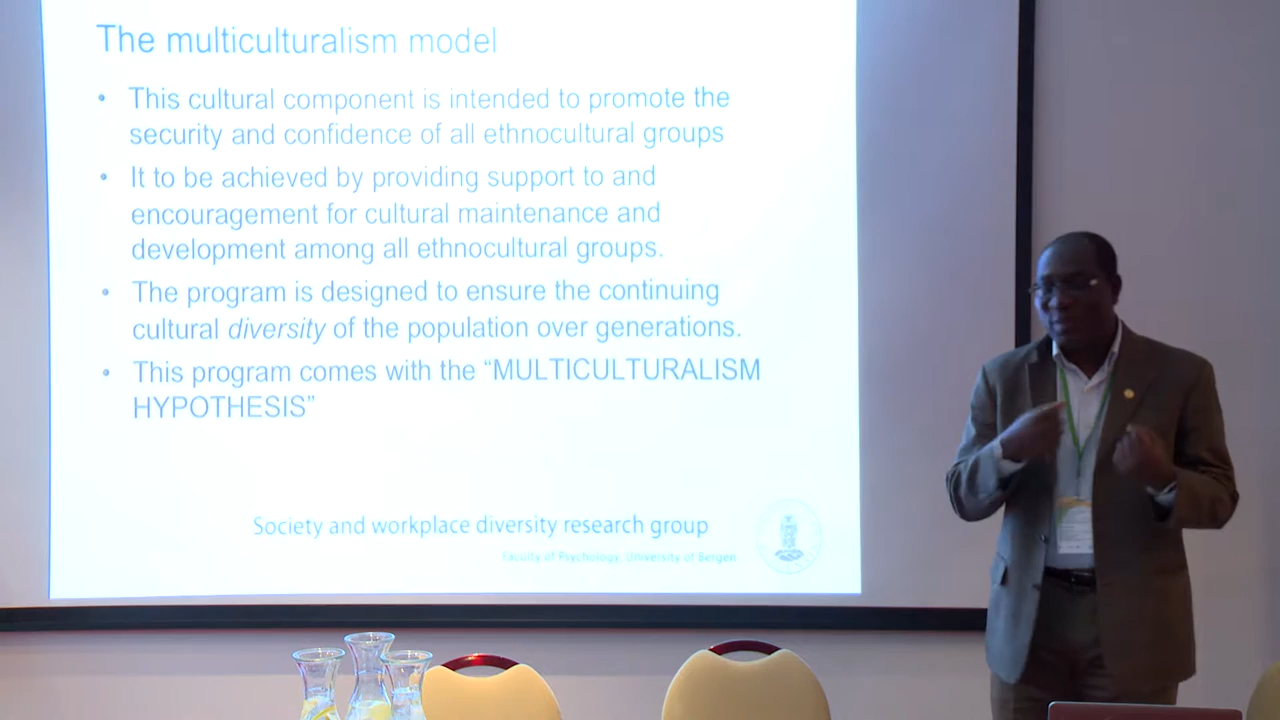 The multiculturalism model
• This cultural component is intended to promote the
security and confidence of all ethnocultural groups
• It to be achieved by providing support to and
encouragement for cultural maintenance and
development among all ethnocultural groups.
• The program is designed to ensure the continuing
cultural diversity of the population over generations.
• This program comes with the “MULTICULTURALISM
HYPOTHESIS”
Society and workplace diversity research group
Faculty of Psychology, University of Bergen